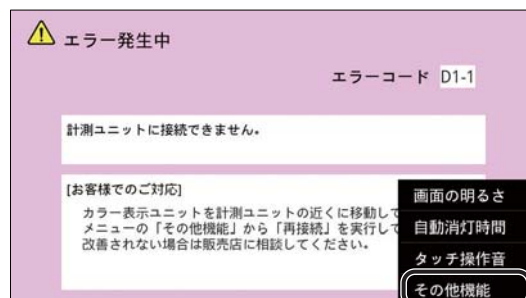 エラー発生中
エラーコード D1-1
計測ユニットに接続できません。
[お客様でのご対応]
カラー表示ユニットを計測ユニットの近くに移動して
メニューの「その他機能」から「再接続」を実行して
改善されない場合は販売店に相談してください。
画面の明るさ
自動消灯時間
タッチ操作音
その他機能